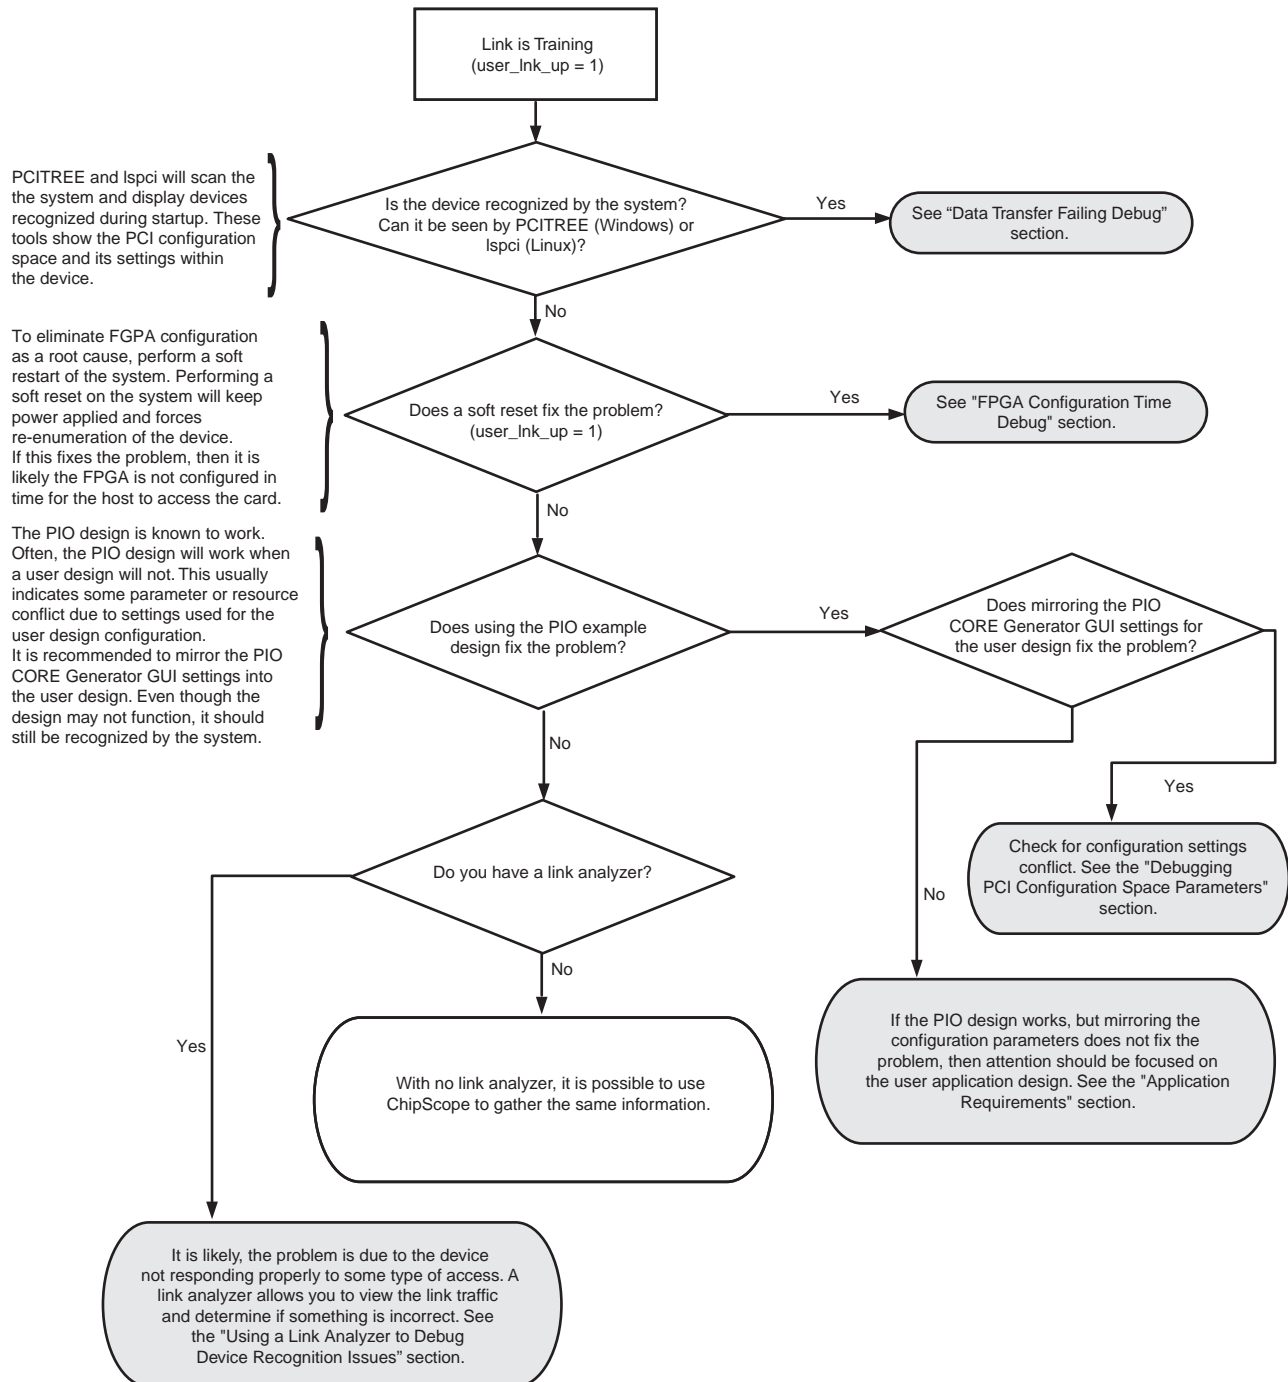 Link is Training
(user_lnk_up = 1)
PCITREE and lspci will scan the
the system and display devices
recognized during startup. These
tools show the PCI configuration
space and its settings within
the device.
Is the device recognized by the system?
Can it be seen by PCITREE (Windows) or
lspci (Linux)?
Yes
See “Data Transfer Failing Debug”
section.
No
To eliminate FGPA configuration
as a root cause, perform a soft
restart of the system. Performing a
soft reset on the system will keep
power applied and forces
re-enumeration of the device.
If this fixes the problem, then it is
likely the FPGA is not configured in
time for the host to access the card.
Does a soft reset fix the problem?
(user_lnk_up = 1)
Yes
See "FPGA Configuration Time
Debug" section.
No
The PIO design is known to work.
Often, the PIO design will work when
a user design will not. This usually
indicates some parameter or resource
conflict due to settings used for the
user design configuration.
It is recommended to mirror the PIO
CORE Generator GUI settings into
the user design. Even though the
design may not function, it should
still be recognized by the system.
Does using the PIO example
design fix the problem?
Yes
Does mirroring the PIO
CORE Generator GUI settings for
the user design fix the problem?
No
Yes
Do you have a link analyzer?
Check for configuration settings
conflict. See the "Debugging
PCI Configuration Space Parameters"
section.
No
No
If the PIO design works, but mirroring the
configuration parameters does not fix the
problem, then attention should be focused on
the user application design. See the "Application
Requirements" section.
Yes
With no link analyzer, it is possible to use
ChipScope to gather the same information.
It is likely, the problem is due to the device
not responding properly to some type of access. A
link analyzer allows you to view the link traffic
and determine if something is incorrect. See
the "Using a Link Analyzer to Debug
Device Recognition Issues” section.